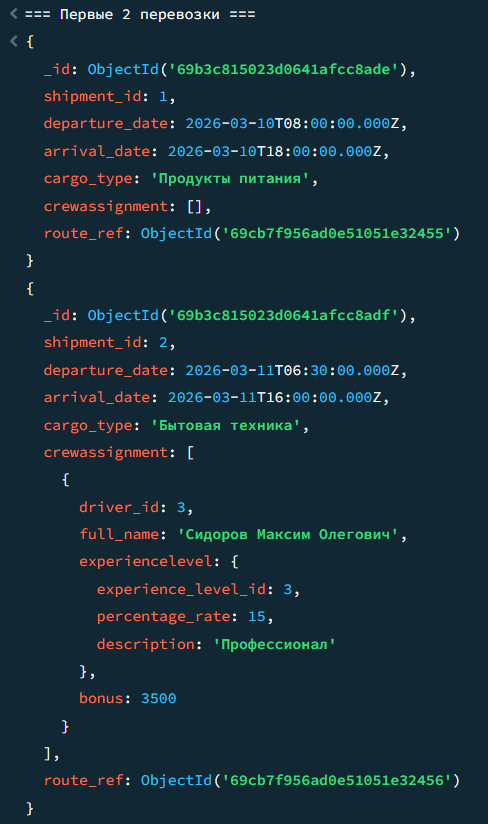 === Первые 2 перевозки ===
{
_id: ObjectId('69b3c815023d0641afcc8ade'),
shipment_id: 1,
departure_date: 2026-03-10T08:00:00.000Z,
arrival_date: 2026-03-10T18:00:00.000Z,
cargo_type: 'Продукты питания',
crewassignment: [],
route_ref: ObjectId('69cb7f956ad0e51051e32455')
}
{
_id: ObjectId('69b3c815023d0641afcc8adf'),
shipment_id: 2,
departure_date: 2026-03-11T06:30:00.000Z,
arrival_date: 2026-03-11T16:00:00.000Z,
cargo_type: 'Бытовая техника',
crewassignment: [
{
driver_id: 3,
full_name: 'Сидоров Максим Олегович',
experiencelevel: {
experience_level_id: 3,
percentage_rate: 15,
description: 'Профессионал'
},
bonus: 3500
}
],
route_ref: ObjectId('69cb7f956ad0e51051e32456')
}